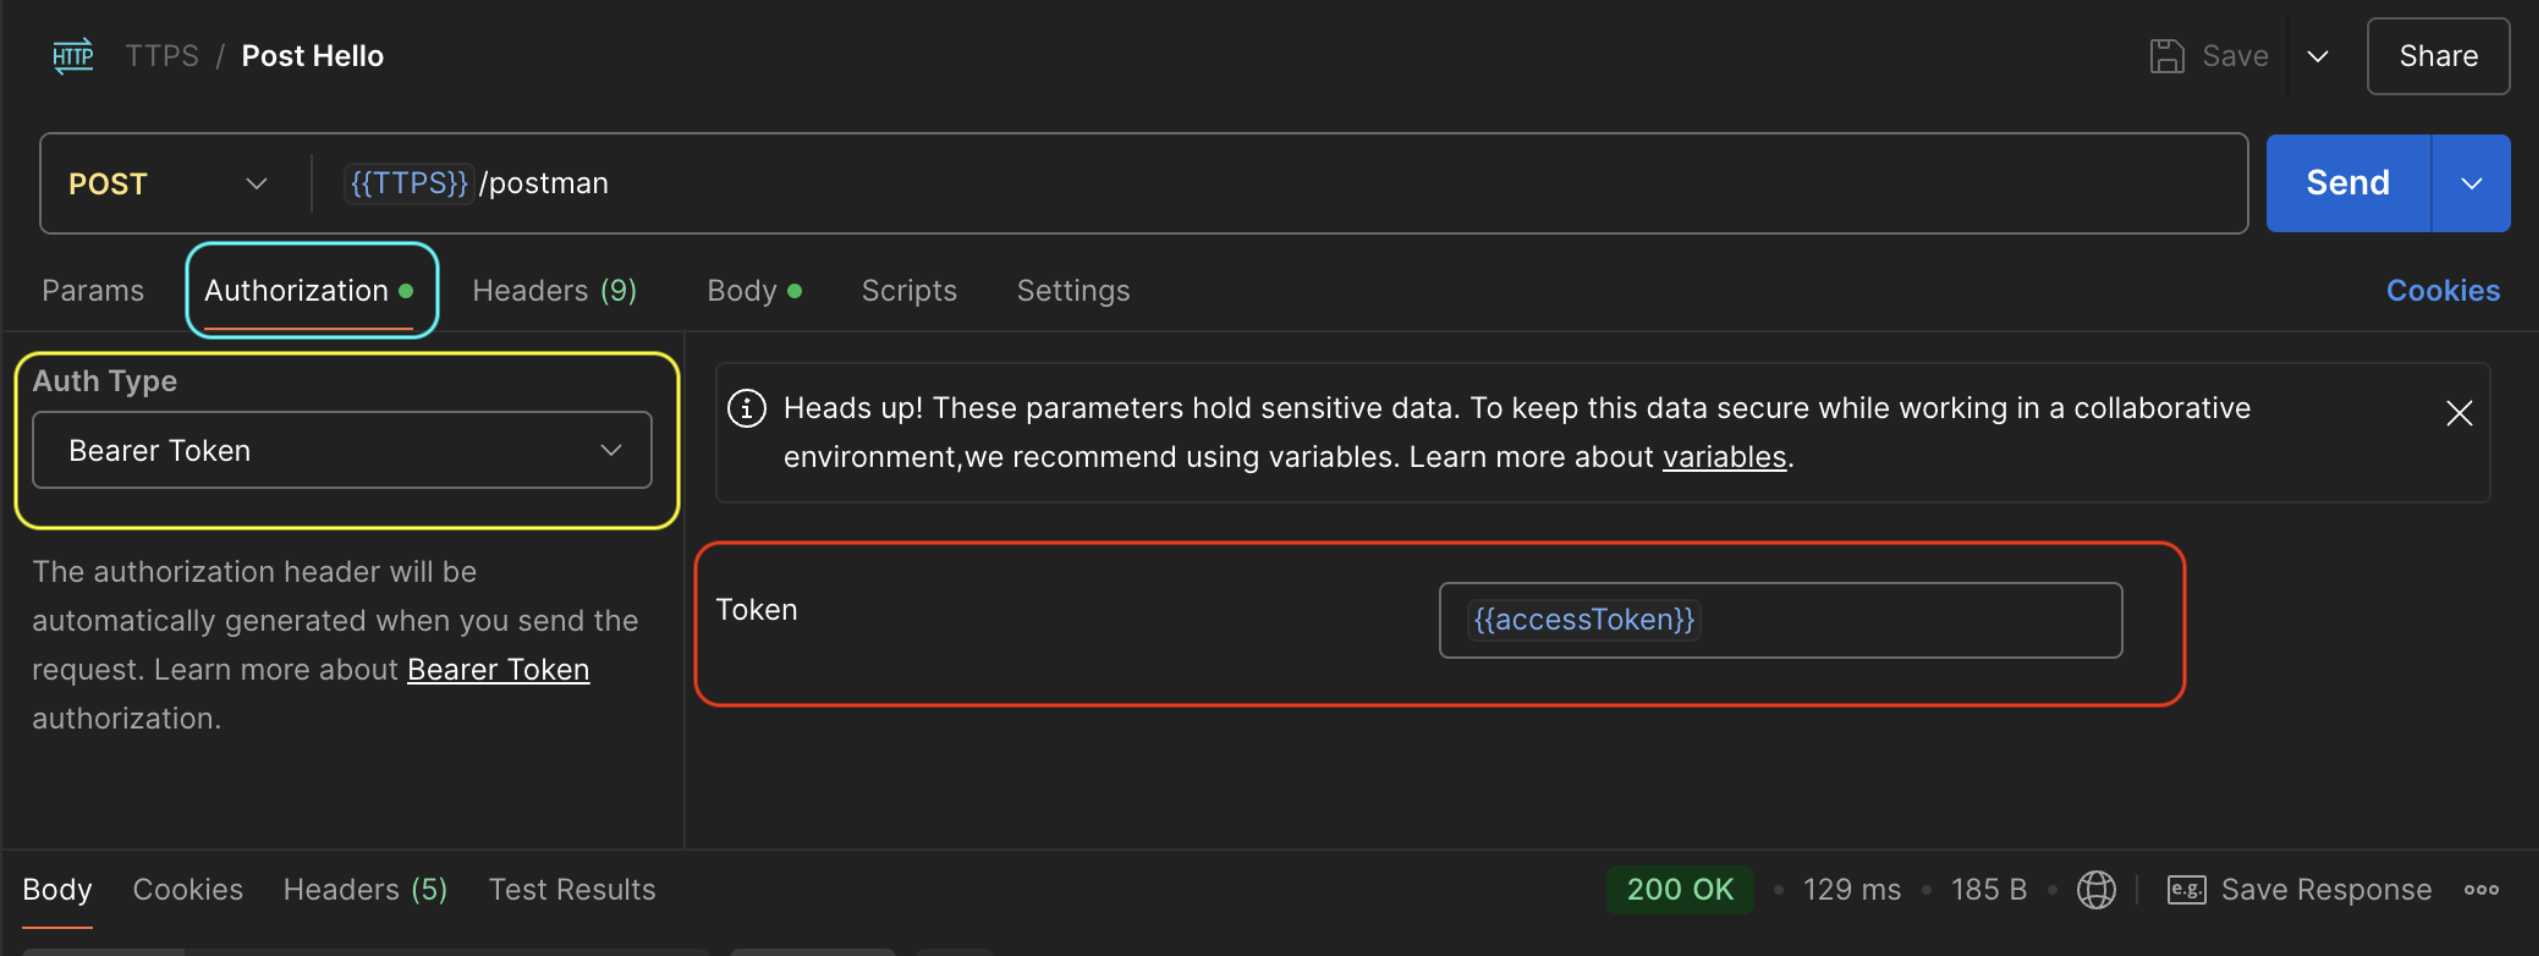 HTTP TTPS / Post Hello Save Share
POST {{TTPS}} /postman Send
Params Authorization Headers (9) Body Scripts Settings Cookies
Auth Type
Bearer Token
The authorization header will be
automatically generated when you send the
request. Learn more about Bearer Token
authorization.
Heads up! These parameters hold sensitive data. To keep this data secure while working in a collaborative
environment,we recommend using variables. Learn more about variables.
Token {{accessToken}}
Body Cookies Headers (5) Test Results 200 OK • 129 ms • 185 B • e.g. Save Response